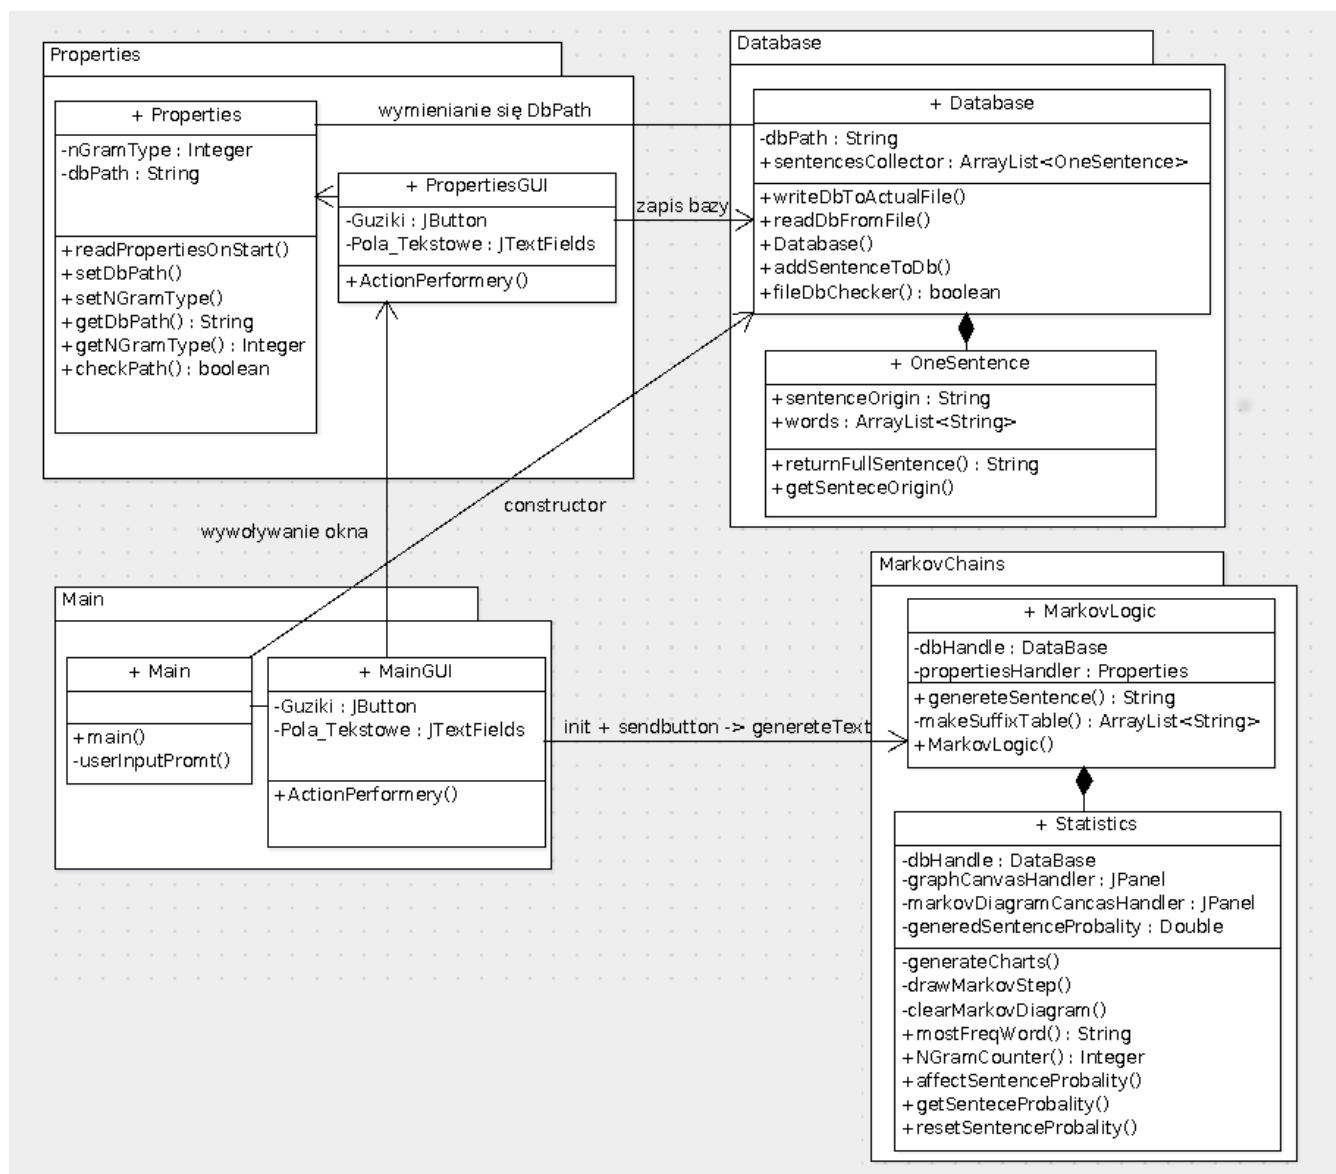 Properties
+ Properties
-nGramType : Integer
-dbPath : String
+readPropertiesOnStart()
+setDbPath()
+setNGramType()
+getDbPath() : String
+getNGramType() : Integer
+checkPath() : boolean
wymienianie się DbPath
+ PropertiesGUI
-Guziki : JButton
-Pola_Tekstowe : JTextFields
+ActionPerformery()
zapis bazy
Database
+ Database
-dbPath : String
+sentencesCollector : ArrayList<OneSentence>
+writeDbToActualFile()
+readDbFromFile()
+Database()
+addSentenceToDb()
+fileDbChecker() : boolean
+ OneSentence
+sentenceOrigin : String
+words : ArrayList<String>
+returnFullSentence() : String
+getSenteceOrigin()
constructor
wywoływanie okna
Main
+ Main
+main()
-userInputPromt()
+ MainGUI
-Guziki : JButton
-Pola_Tekstowe : JTextFields
+ActionPerformery()
init + sendbutton -> genereteText
MarkovChains
+ MarkovLogic
-dbHandle : DataBase
-propertiesHandler : Properties
+genereteSentence() : String
-makeSuffixTable() : ArrayList<String>
+MarkovLogic()
+ Statistics
-dbHandle : DataBase
-graphCanvasHandler : JPanel
-markovDiagramCancasHandler : JPanel
-generedSentenceProbality : Double
-generateCharts()
-drawMarkovStep()
-clearMarkovDiagram()
+mostFreqWord() : String
+NGramCounter() : Integer
+affectSentenceProbality()
+getSenteceProbality()
+resetSentenceProbality()